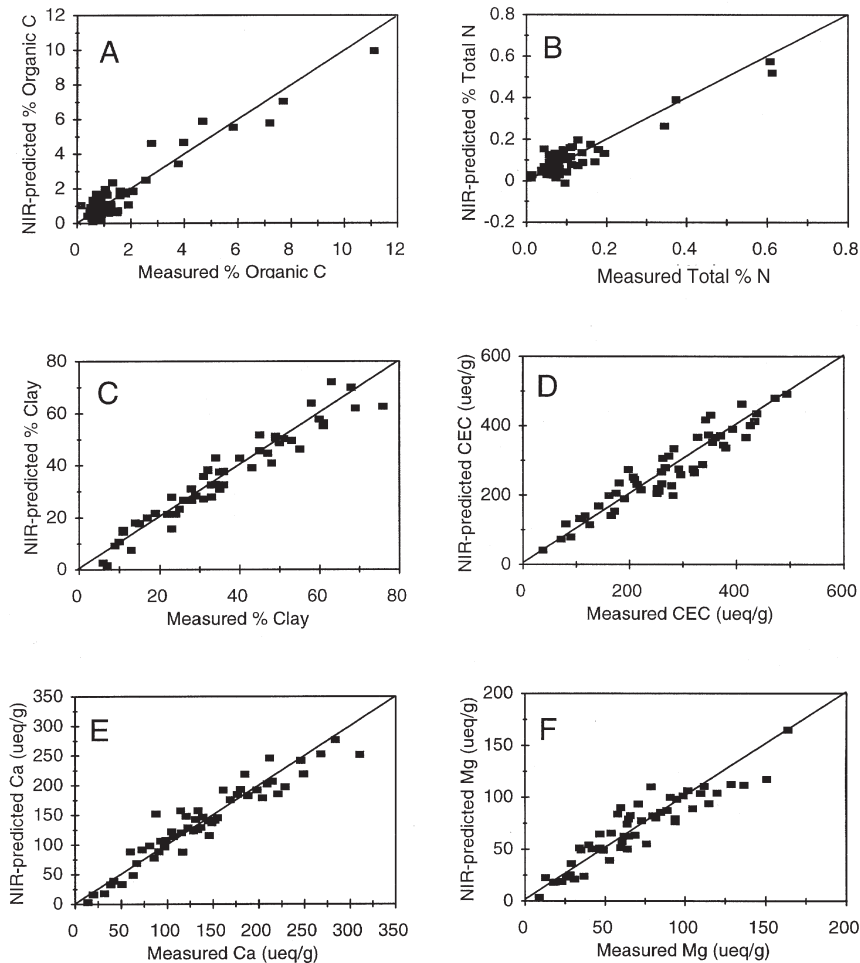 12
10
8
6
4
2
0
NIR-predicted % Organic C
A
0 2 4 6 8 10 12
Measured % Organic C
0.8
0.6
0.4
0.2
0
-0.2
NIR-predicted % Total N
B
0.0 0.2 0.4 0.6 0.8
Measured Total % N
80
60
40
20
0
NIR-predicted % Clay
C
0 20 40 60 80
Measured % Clay
600
400
200
0
NIR-predicted CEC (ueq/g)
D
0 200 400 600
Measured CEC (ueq/g)
350
300
250
200
150
100
50
0
NIR-predicted Ca (ueq/g)
E
0 50 100 150 200 250 300 350
Measured Ca (ueq/g)
200
150
100
50
0
NIR-predicted Mg (ueq/g)
F
0 50 100 150 200
Measured Mg (ueq/g)